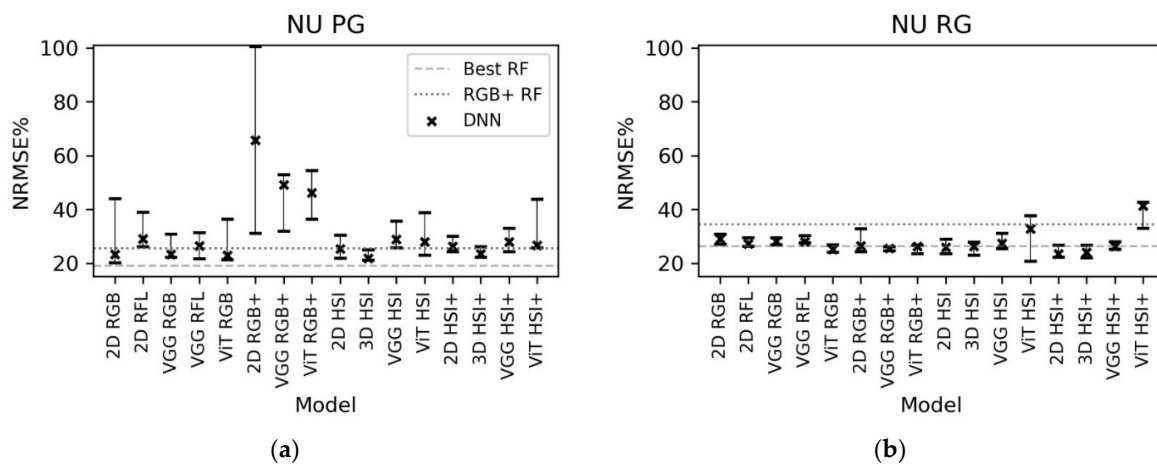 NU PG
NRMSE%
100
80
60
40
20
Best RF
RGB+ RF
DNN
2D RGB
2D RFL
VGG RGB
VGG RFL
ViT RGB
2D RGB+
VGG RGB+
ViT RGB+
2D HSI
3D HSI
VGG HSI
ViT HSI
2D HSI+
3D HSI+
VGG HSI+
ViT HSI+
Model
(a)
NU RG
NRMSE%
100
80
60
40
20
2D RGB
2D RFL
VGG RGB
VGG RFL
ViT RGB
2D RGB+
VGG RGB+
ViT RGB+
2D HSI
3D HSI
VGG HSI
ViT HSI
2D HSI+
3D HSI+
VGG HSI+
ViT HSI+
Model
(b)